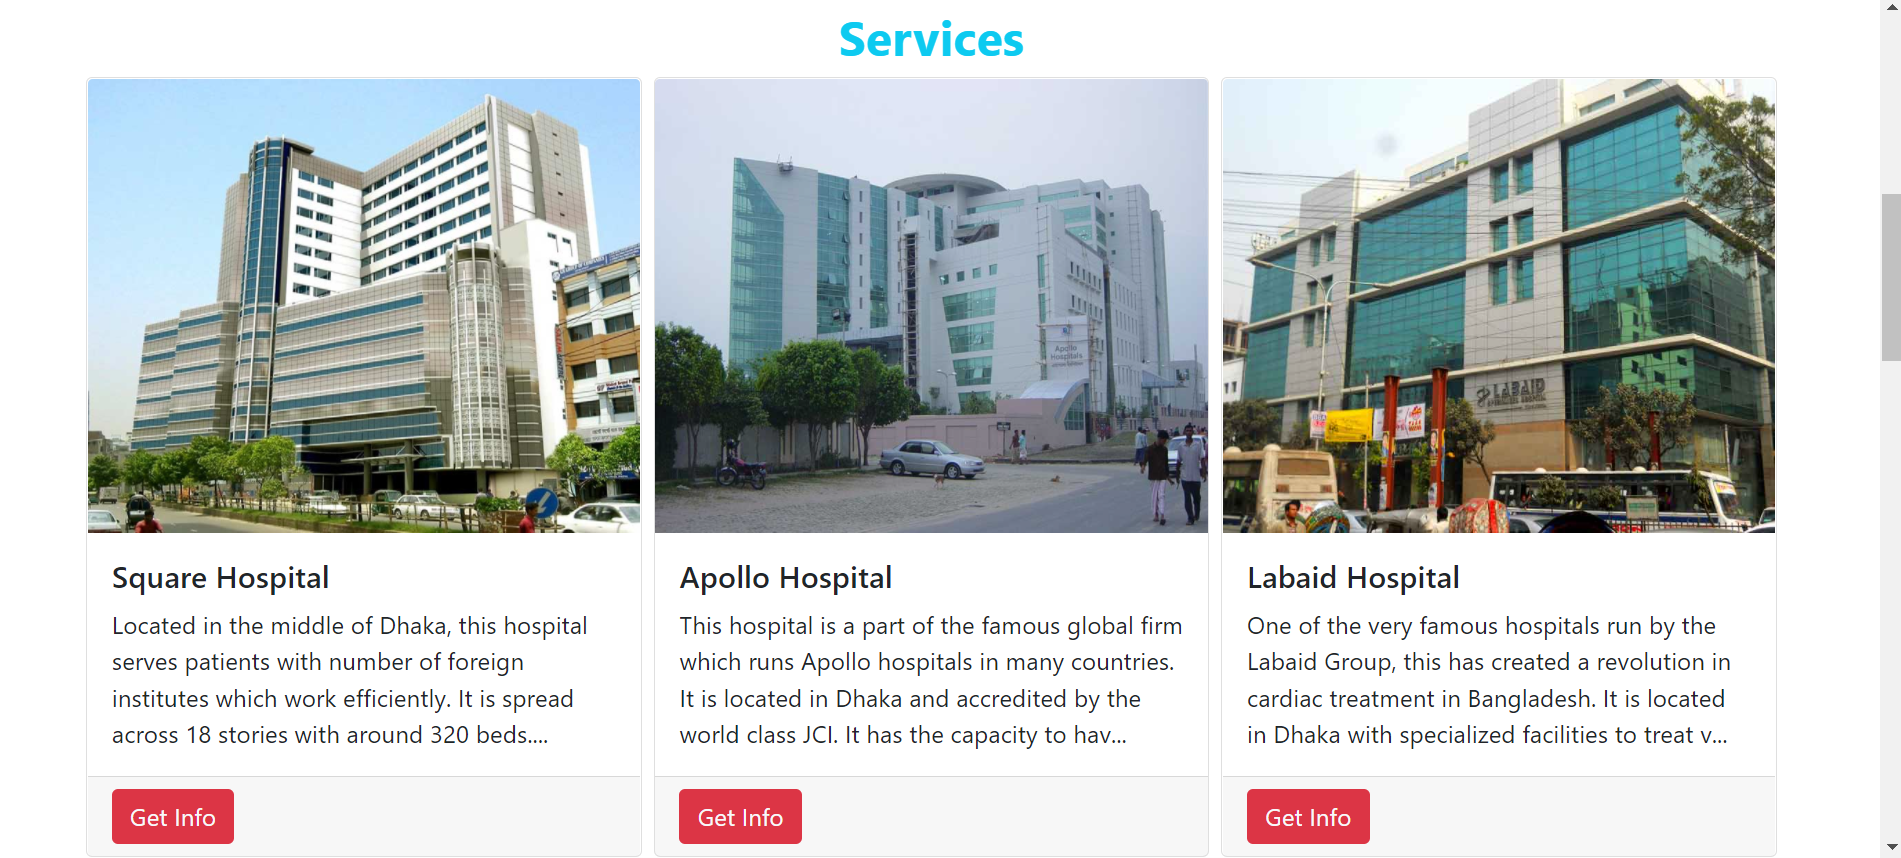 Services
Apollo
Hospitals
LABAID
Square Hospital
Located in the middle of Dhaka, this hospital
serves patients with number of foreign
institutes which work efficiently. It is spread
across 18 stories with around 320 beds....
Get Info
Apollo Hospital
This hospital is a part of the famous global firm
which runs Apollo hospitals in many countries.
It is located in Dhaka and accredited by the
world class JCI. It has the capacity to hav...
Get Info
Labaid Hospital
One of the very famous hospitals run by the
Labaid Group, this has created a revolution in
cardiac treatment in Bangladesh. It is located
in Dhaka with specialized facilities to treat v...
Get Info